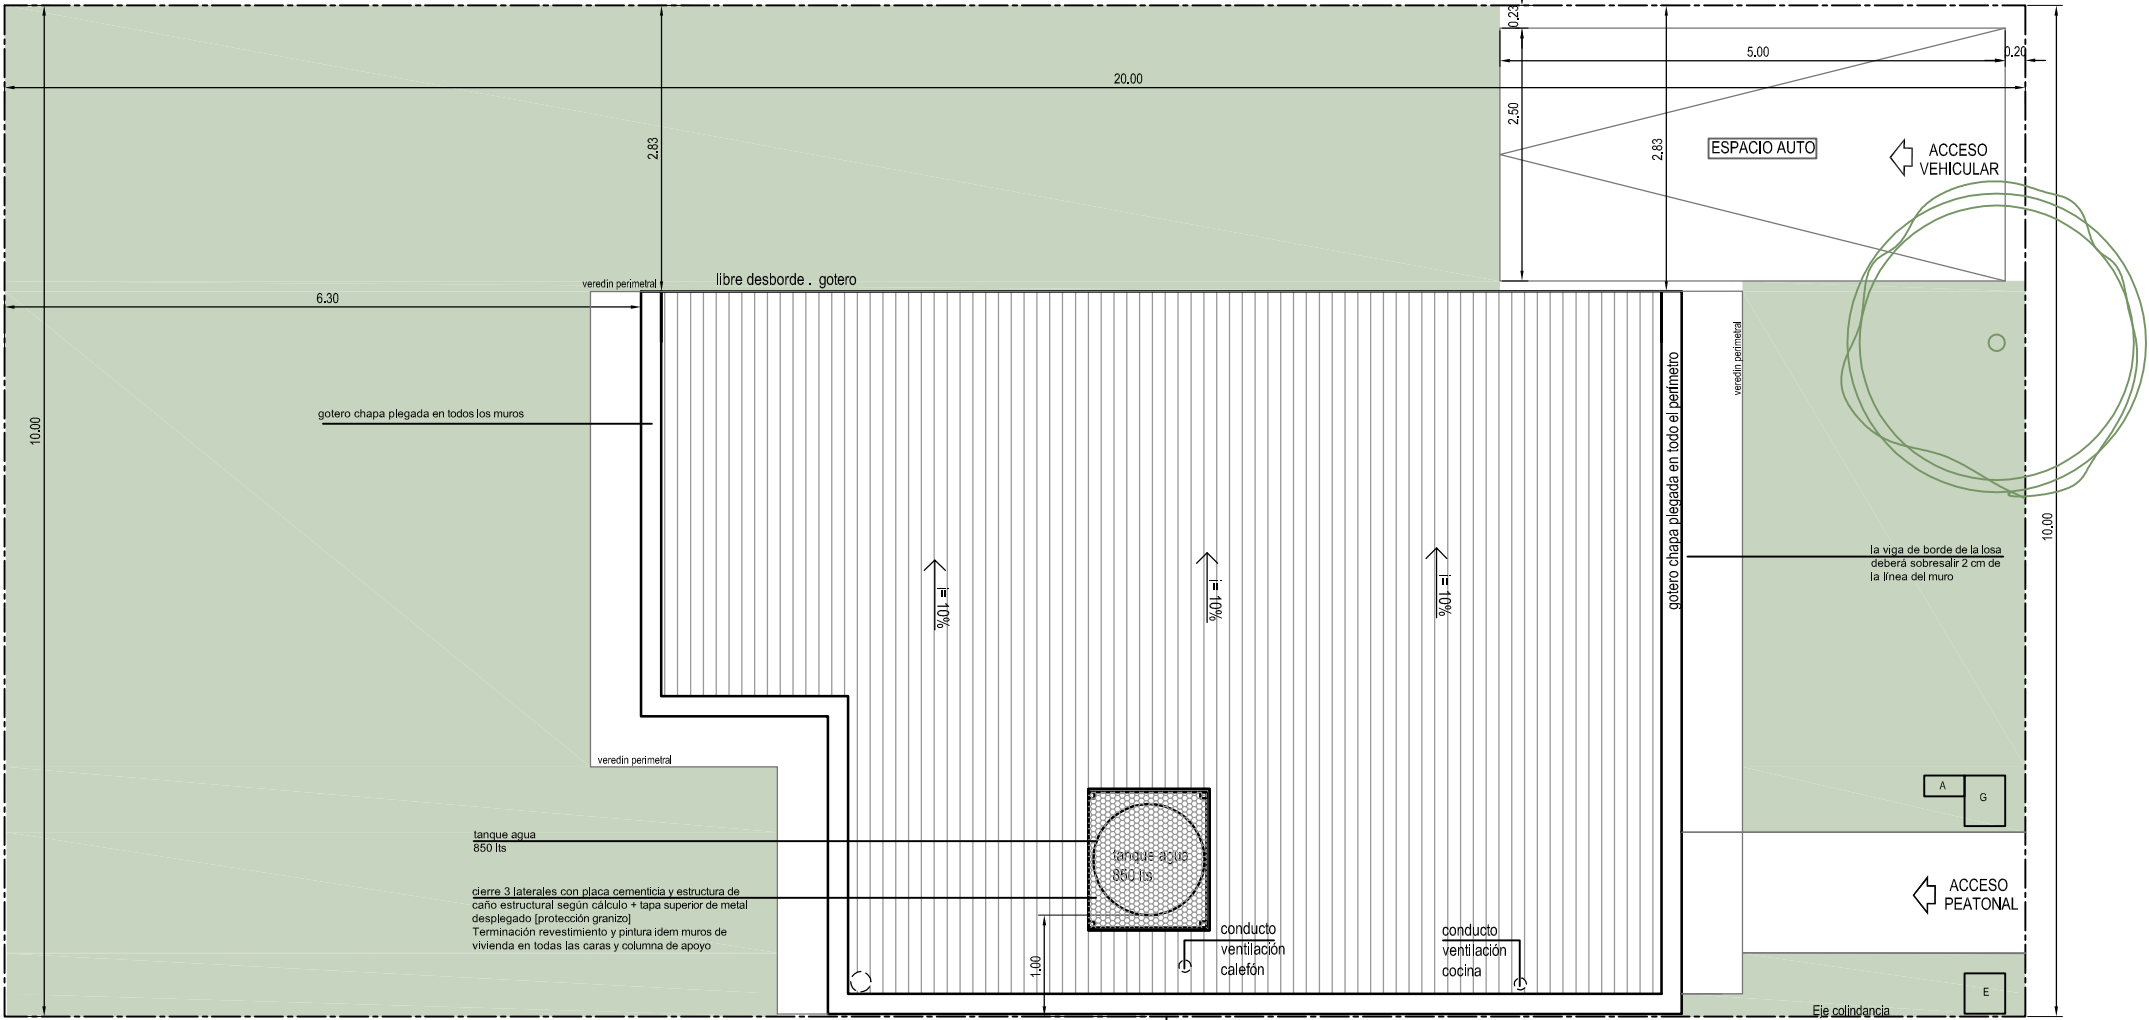 0.23
5.00
0.20
20.00
2.50
2.83
2.83
ESPACIO AUTO
ACCESO
VEHICULAR
libre desborde . gotero
veredin perimetral
6.30
veredin perimetral
gotero chapa plegada en todo el perímetro
gotero chapa plegada en todos los muros
10.00
10.00
la viga de borde de la losa
deberá sobresalir 2 cm de
la línea del muro
i= 10%
i= 10%
i= 10%
veredin perimetral
A
G
tanque agua
850 lts
tanque agua
850 lts
cierre 3 laterales con placa cementicia y estructura de
caño estructural según cálculo + tapa superior de metal
desplegado [protección granizo]
Terminación revestimiento y pintura idem muros de
vivienda en todas las caras y columna de apoyo
ACCESO
PEATONAL
1.00
conducto
ventilación
calefón
conducto
ventilación
cocina
E
Eje colindancia